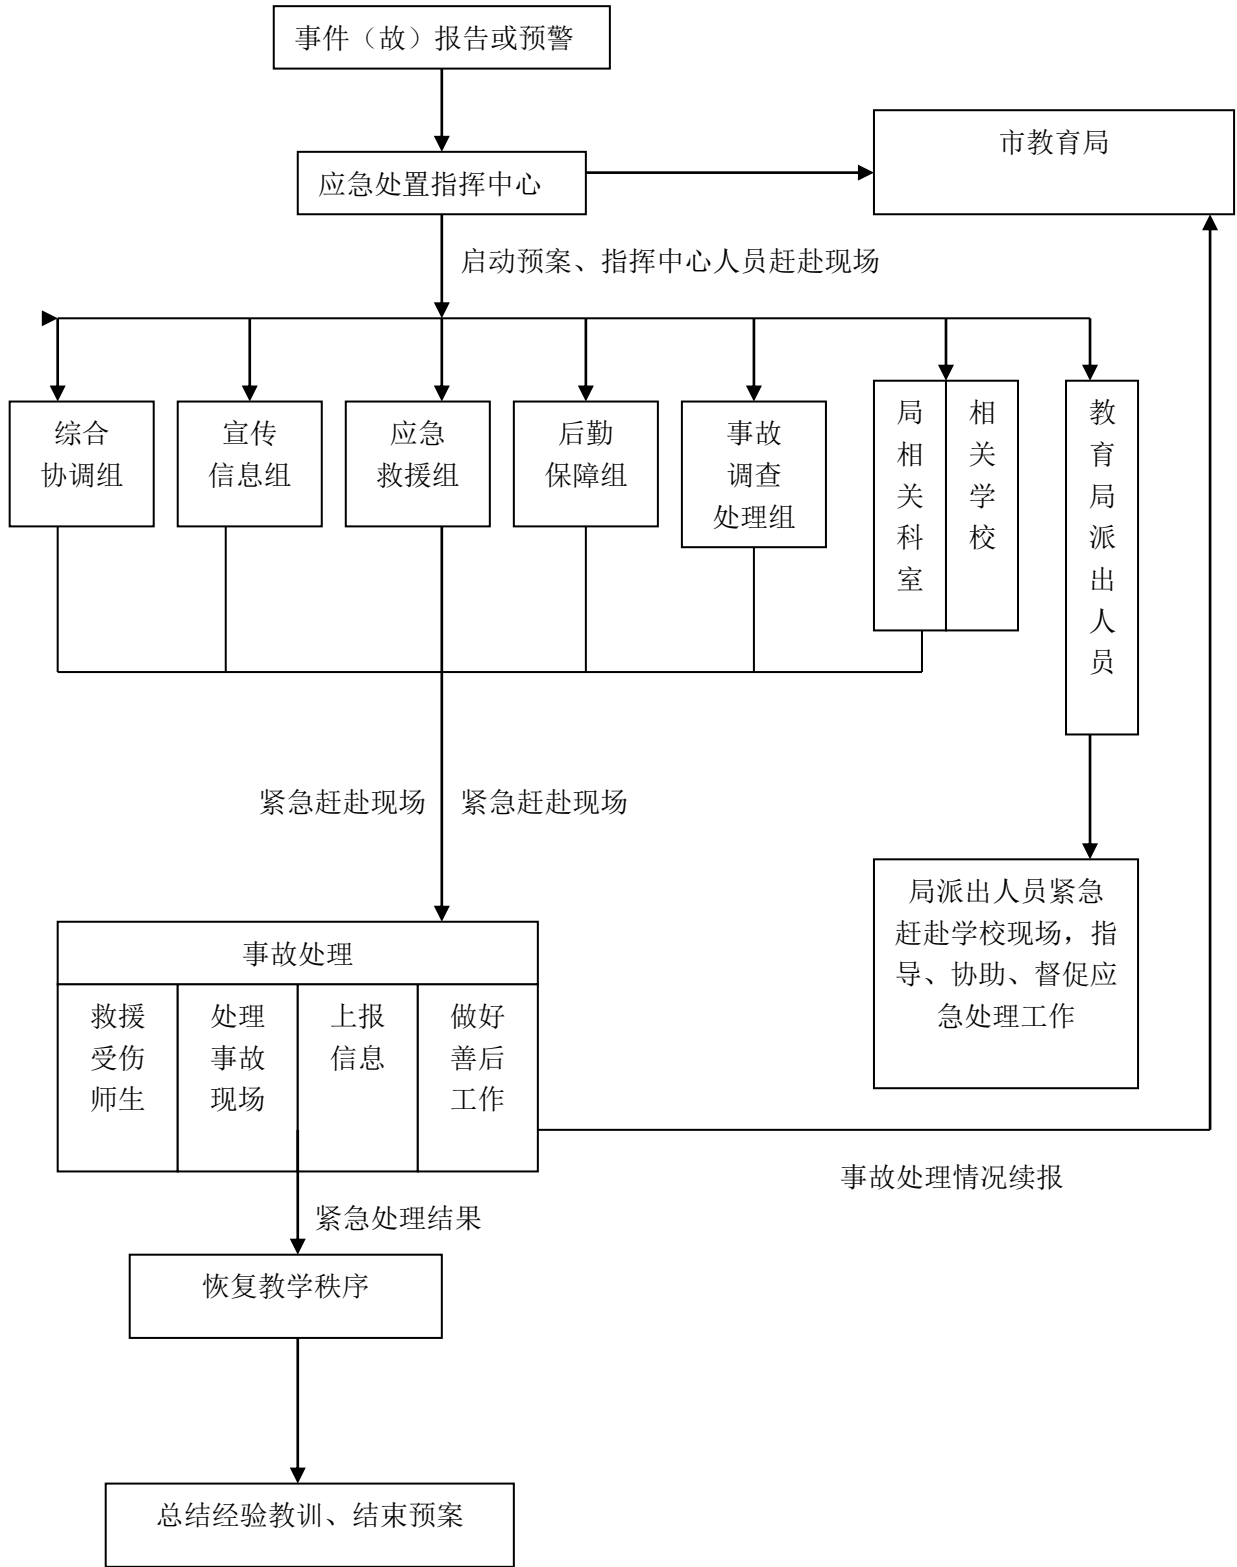 事件（故）报告或预警
市教育局
应急处置指挥中心
启动预案、指挥中心人员赶赴现场
综合
协调组
宣传
信息组
应急
救援组
后勤
保障组
事故
调查
处理组
局相关科室
相关学校
教育局派出人员
紧急赶赴现场
紧急赶赴现场
局派出人员紧急
赶赴学校现场，指
导、协助、督促应
急处理工作
事故处理
救援
受伤
师生
处理
事故
现场
上报
信息
做好
善后
工作
事故处理情况续报
紧急处理结果
恢复教学秩序
总结经验教训、结束预案